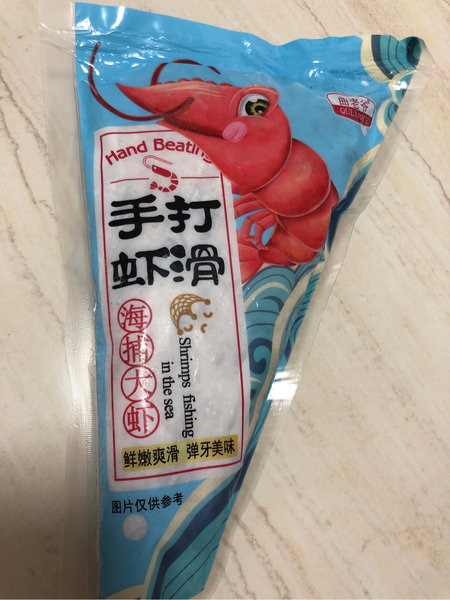 Hand Beating
手打
虾滑
海捕大虾
Shrimps fishing
in the sea
鲜嫩爽滑 弹牙美味
图片仅供参考